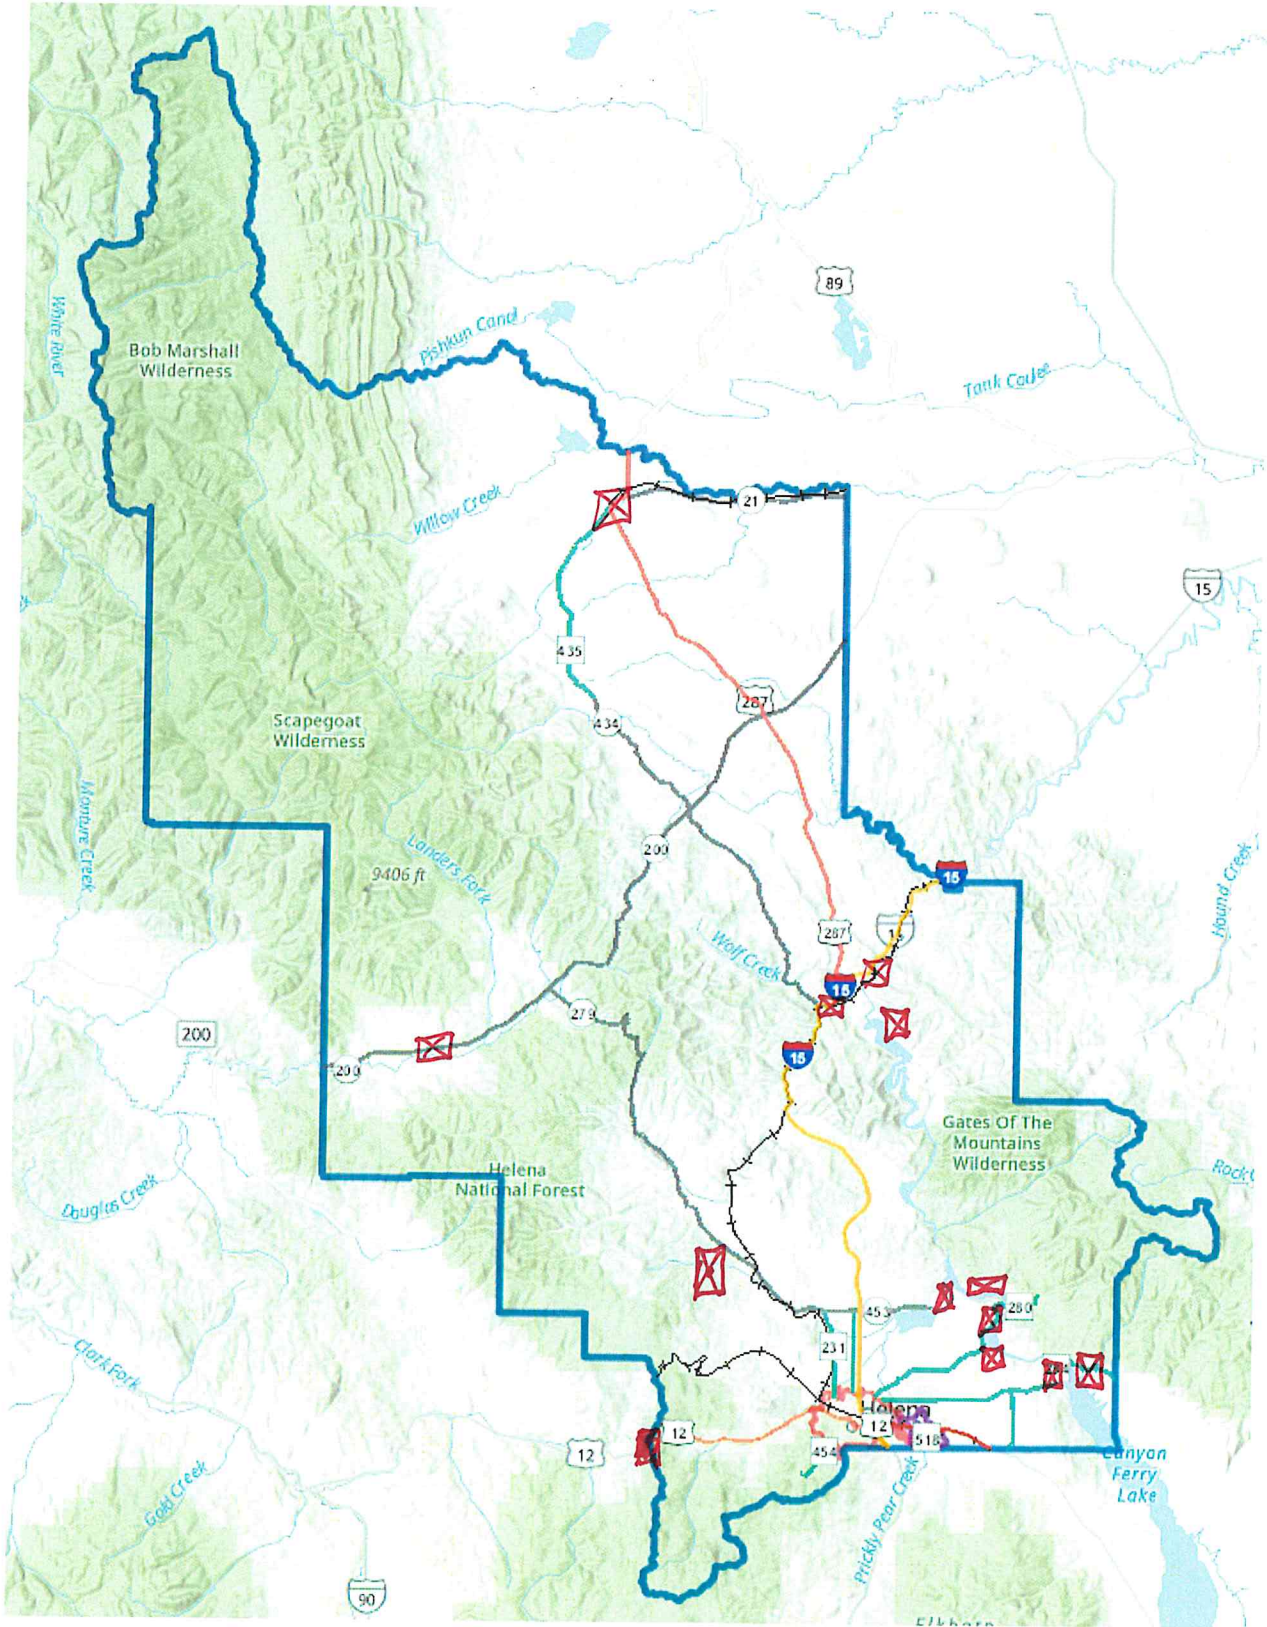 89
Pishkun Canal
White River
Bob Marshall
Wilderness
Tank Coulee
Willow Creek
21
15
435
287
434
Scapegoat
Wilderness
Monture Creek
200
Landers Fork
9406 ft
15
Hound Creek
287
Wolf Creek
15
279
200
200
15
Gates Of The
Mountains
Wilderness
Helena
National Forest
Rock
Douglas Creek
453
280
231
Clark Fork
Helena
12
12
12
518
454
Canyon
Ferry
Lake
Gold Creek
Prickly Pear Creek
90